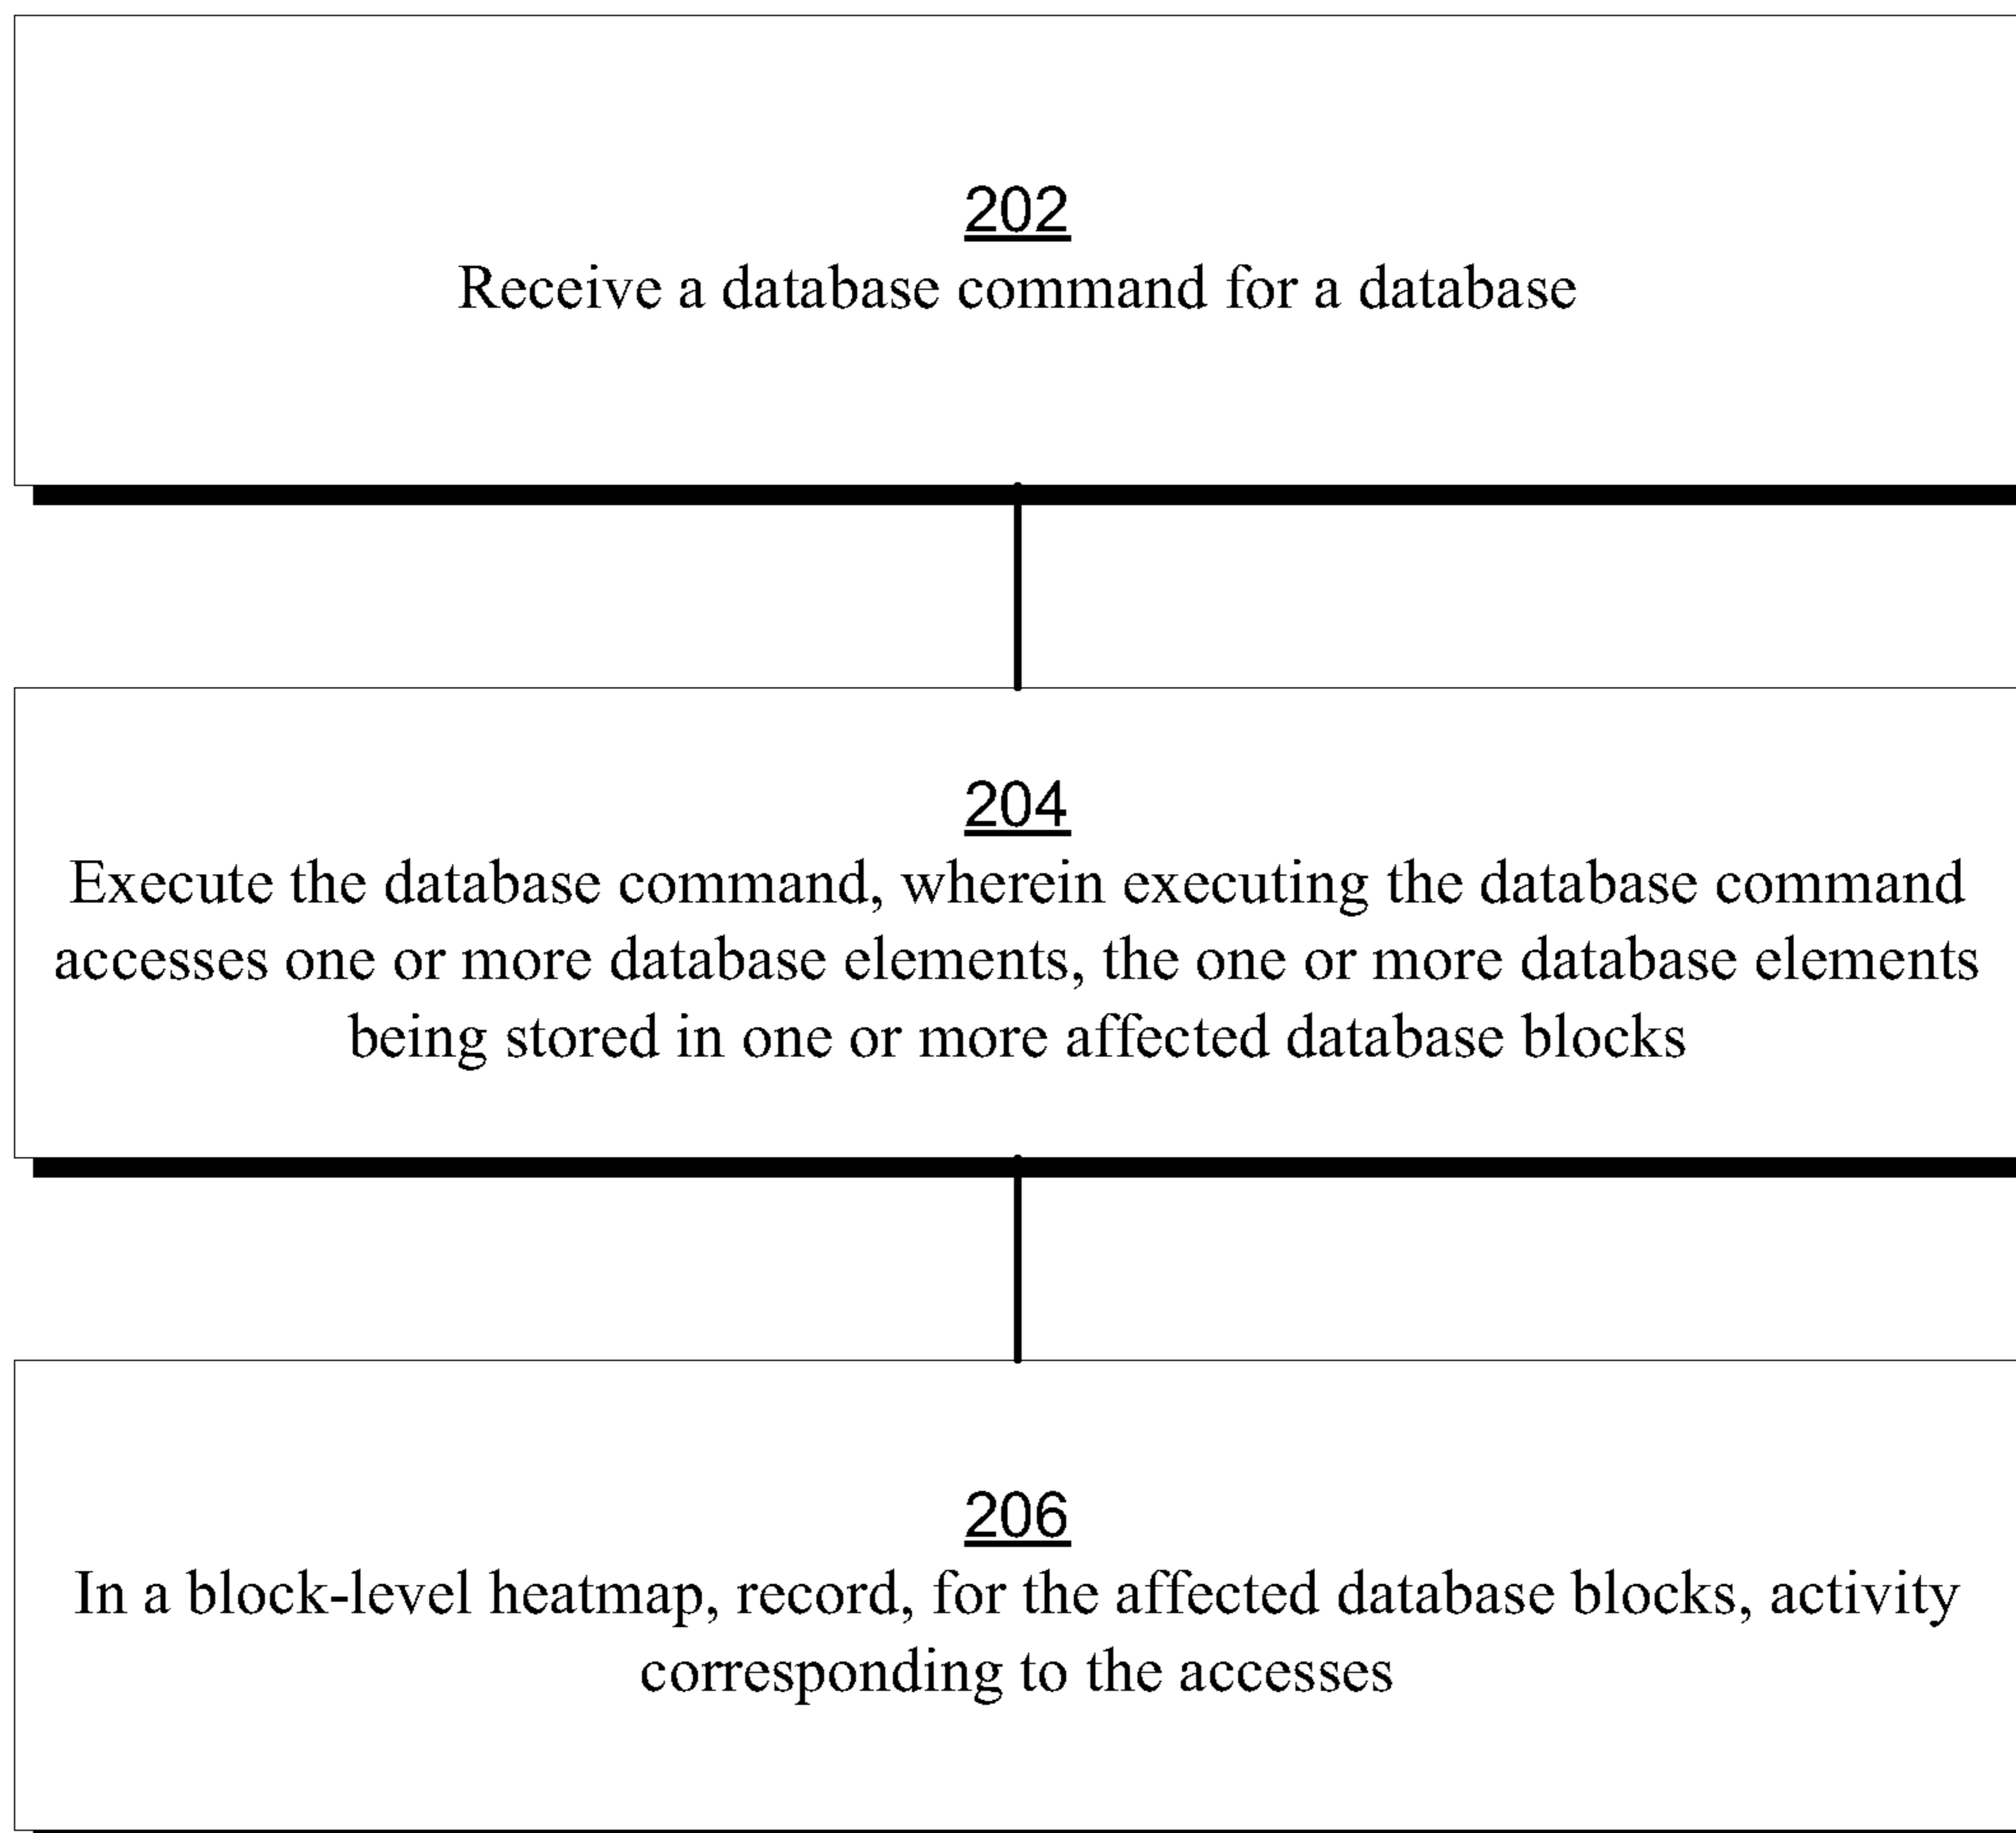 202
Receive a database command for a database
204
Execute the database command, wherein executing the database command
accesses one or more database elements, the one or more database elements
being stored in one or more affected database blocks
206
In a block-level heatmap, record, for the affected database blocks, activity
corresponding to the accesses